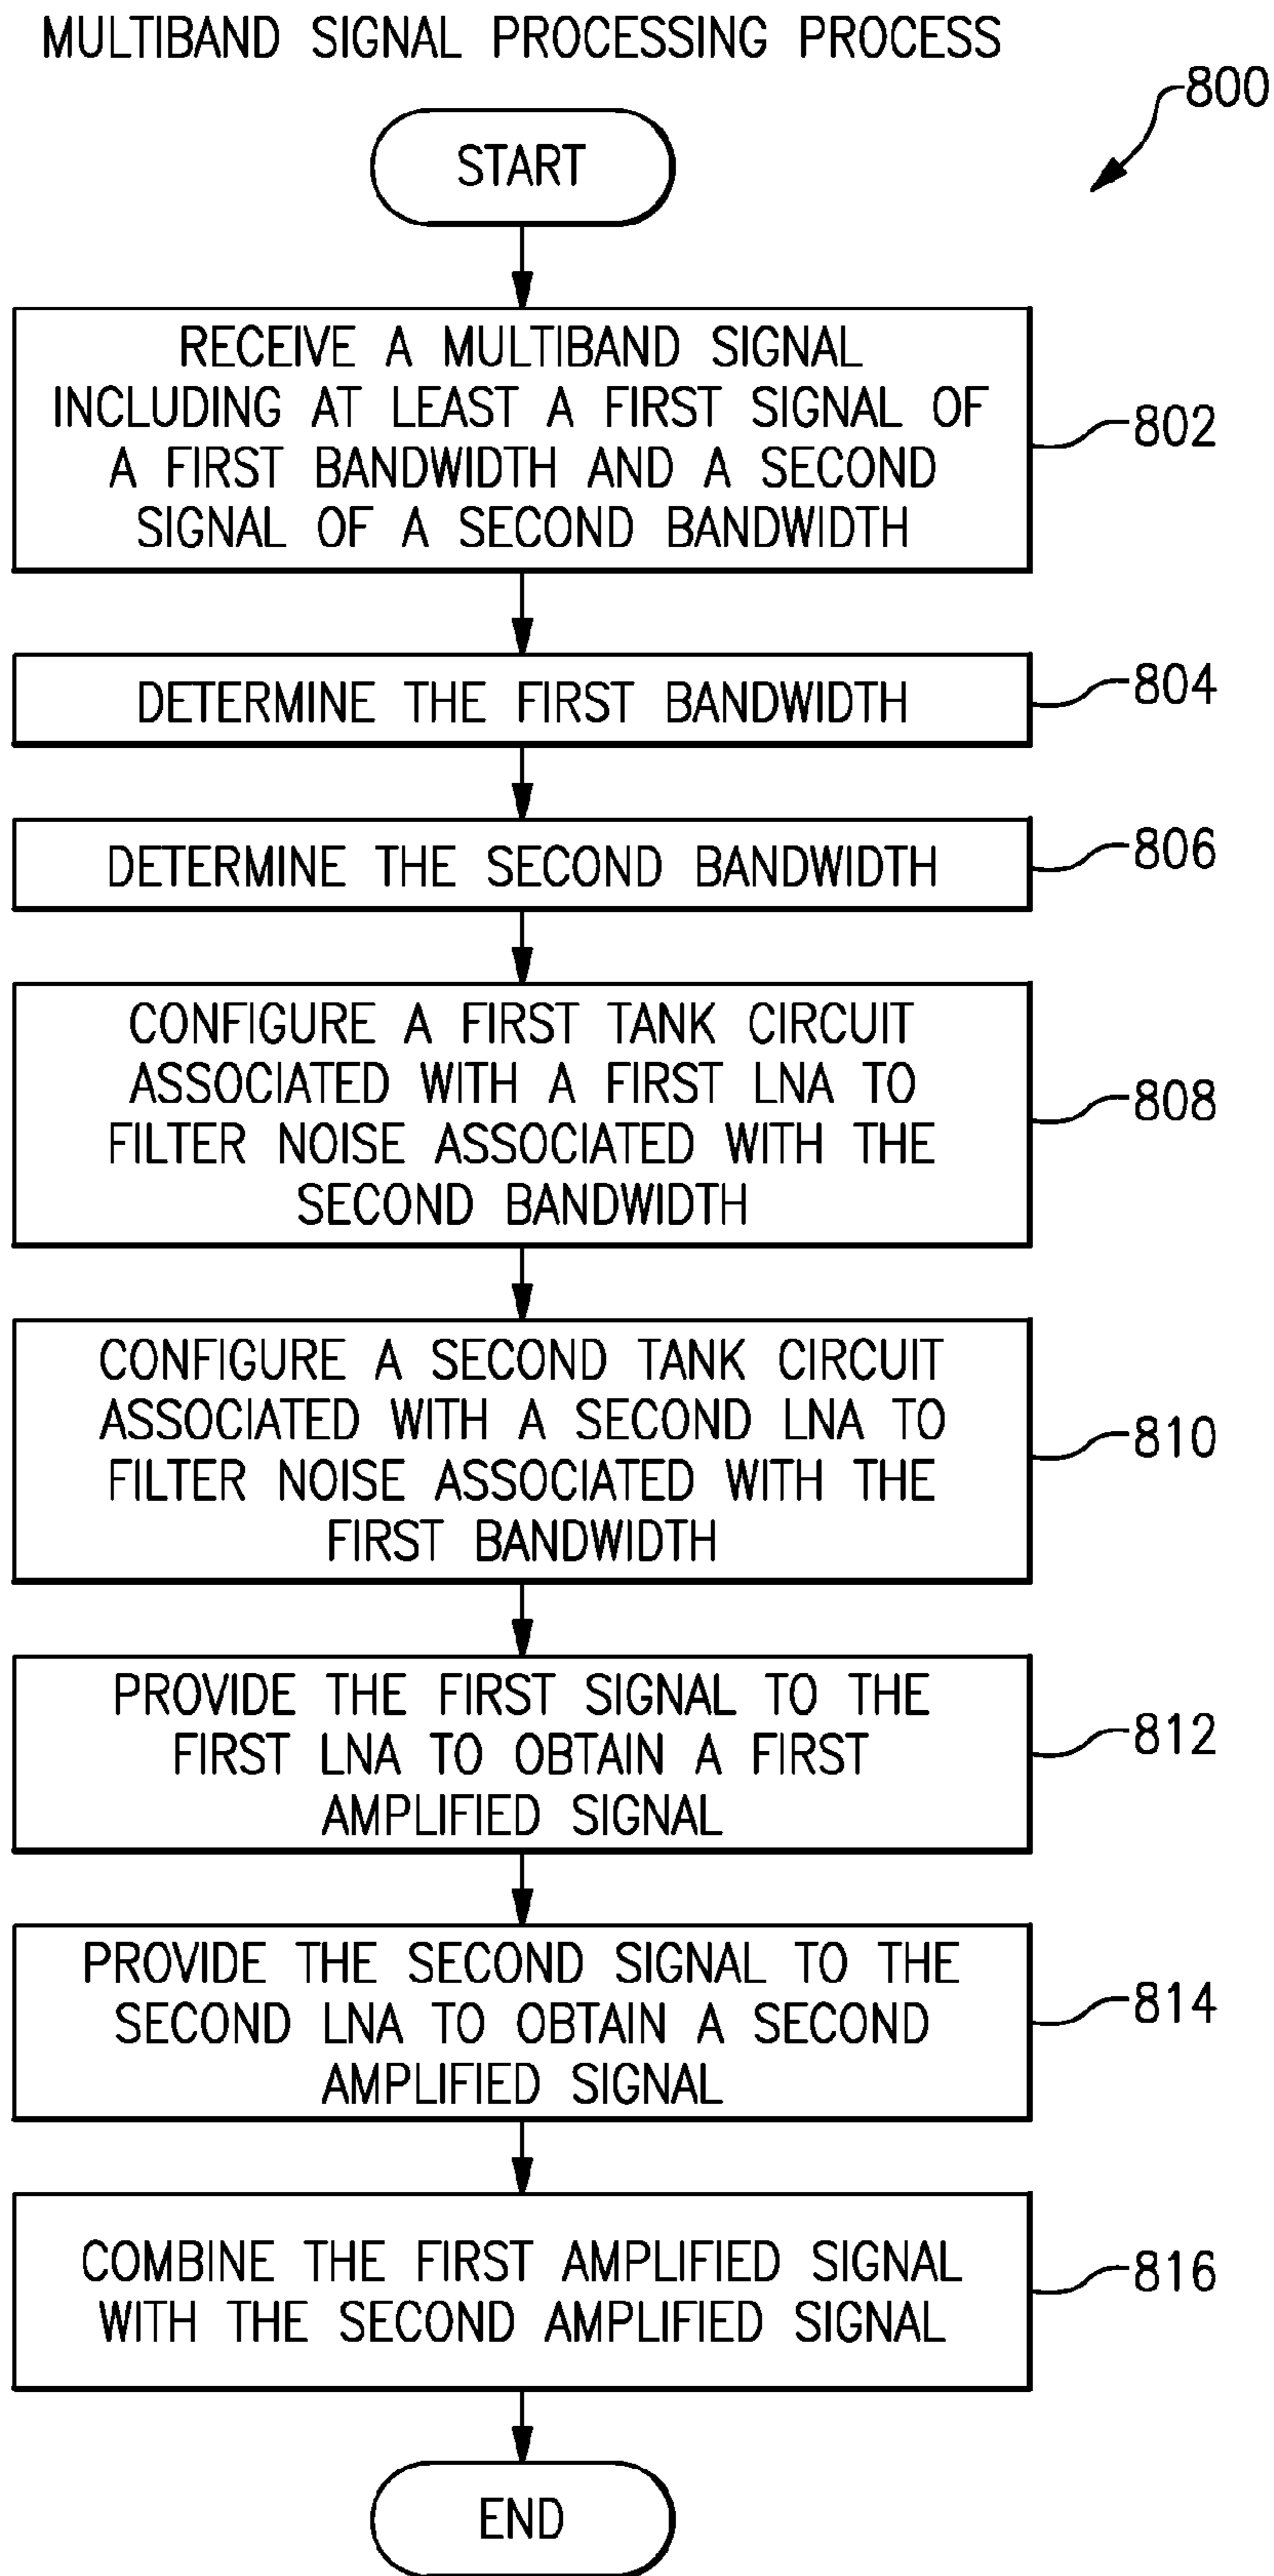 MULTIBAND SIGNAL PROCESSING PROCESS
800
START
RECEIVE A MULTIBAND SIGNAL
INCLUDING AT LEAST A FIRST SIGNAL OF
A FIRST BANDWIDTH AND A SECOND
SIGNAL OF A SECOND BANDWIDTH
802
DETERMINE THE FIRST BANDWIDTH
804
DETERMINE THE SECOND BANDWIDTH
806
CONFIGURE A FIRST TANK CIRCUIT
ASSOCIATED WITH A FIRST LNA TO
FILTER NOISE ASSOCIATED WITH THE
SECOND BANDWIDTH
808
CONFIGURE A SECOND TANK CIRCUIT
ASSOCIATED WITH A SECOND LNA TO
FILTER NOISE ASSOCIATED WITH THE
FIRST BANDWIDTH
810
PROVIDE THE FIRST SIGNAL TO THE
FIRST LNA TO OBTAIN A FIRST
AMPLIFIED SIGNAL
812
PROVIDE THE SECOND SIGNAL TO THE
SECOND LNA TO OBTAIN A SECOND
AMPLIFIED SIGNAL
814
COMBINE THE FIRST AMPLIFIED SIGNAL
WITH THE SECOND AMPLIFIED SIGNAL
816
END